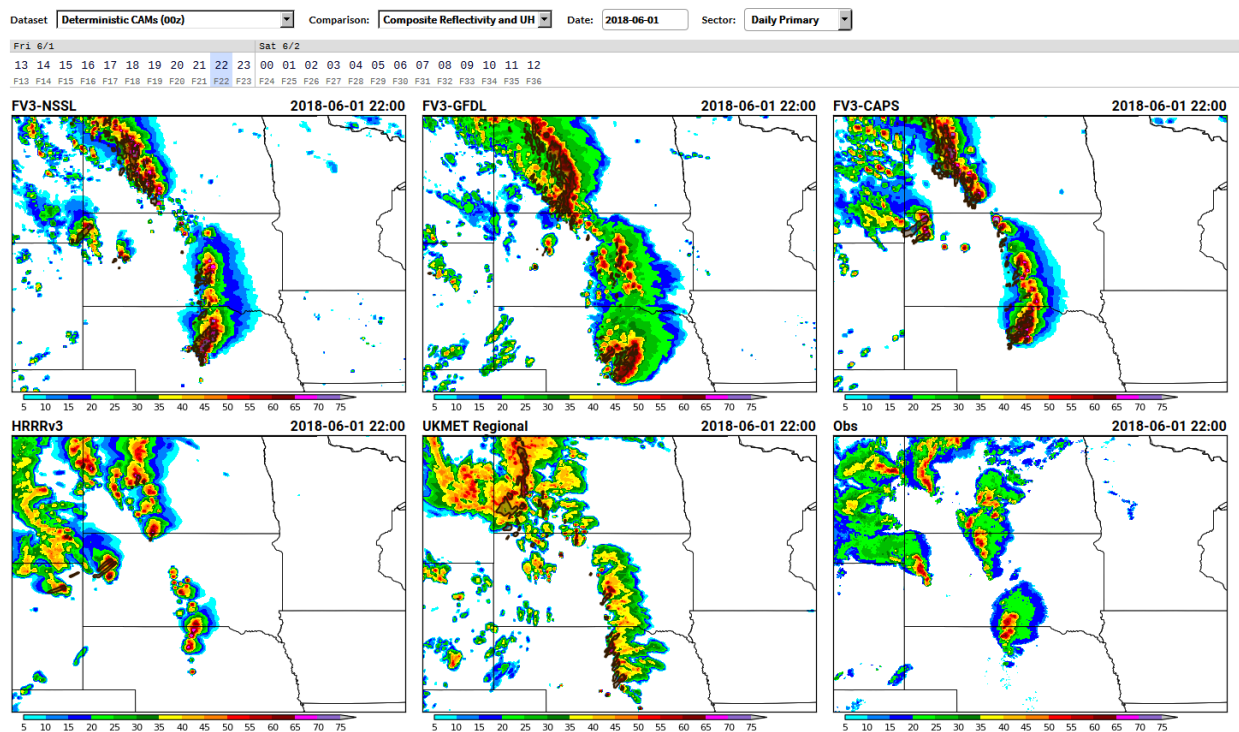 Dataset Deterministic CAMs (00z) Comparison: Composite Reflectivity and UH Date: 2018-06-01 Sector: Daily Primary
Fri 6/1 Sat 6/2
13 14 15 16 17 18 19 20 21 22 23 00 01 02 03 04 05 06 07 08 09 10 11 12
F13 F14 F15 F16 F17 F18 F19 F20 F21 F22 F23 F24 F25 F26 F27 F28 F29 F30 F31 F32 F33 F34 F35 F36
FV3-NSSL 2018-06-01 22:00 FV3-GFDL 2018-06-01 22:00 FV3-CAPS 2018-06-01 22:00
5 10 15 20 25 30 35 40 45 50 55 60 65 70 75 5 10 15 20 25 30 35 40 45 50 55 60 65 70 75 5 10 15 20 25 30 35 40 45 50 55 60 65 70 75
HRRRv3 2018-06-01 22:00 UKMET Regional 2018-06-01 22:00 Obs 2018-06-01 22:00
5 10 15 20 25 30 35 40 45 50 55 60 65 70 75 5 10 15 20 25 30 35 40 45 50 55 60 65 70 75 5 10 15 20 25 30 35 40 45 50 55 60 65 70 75